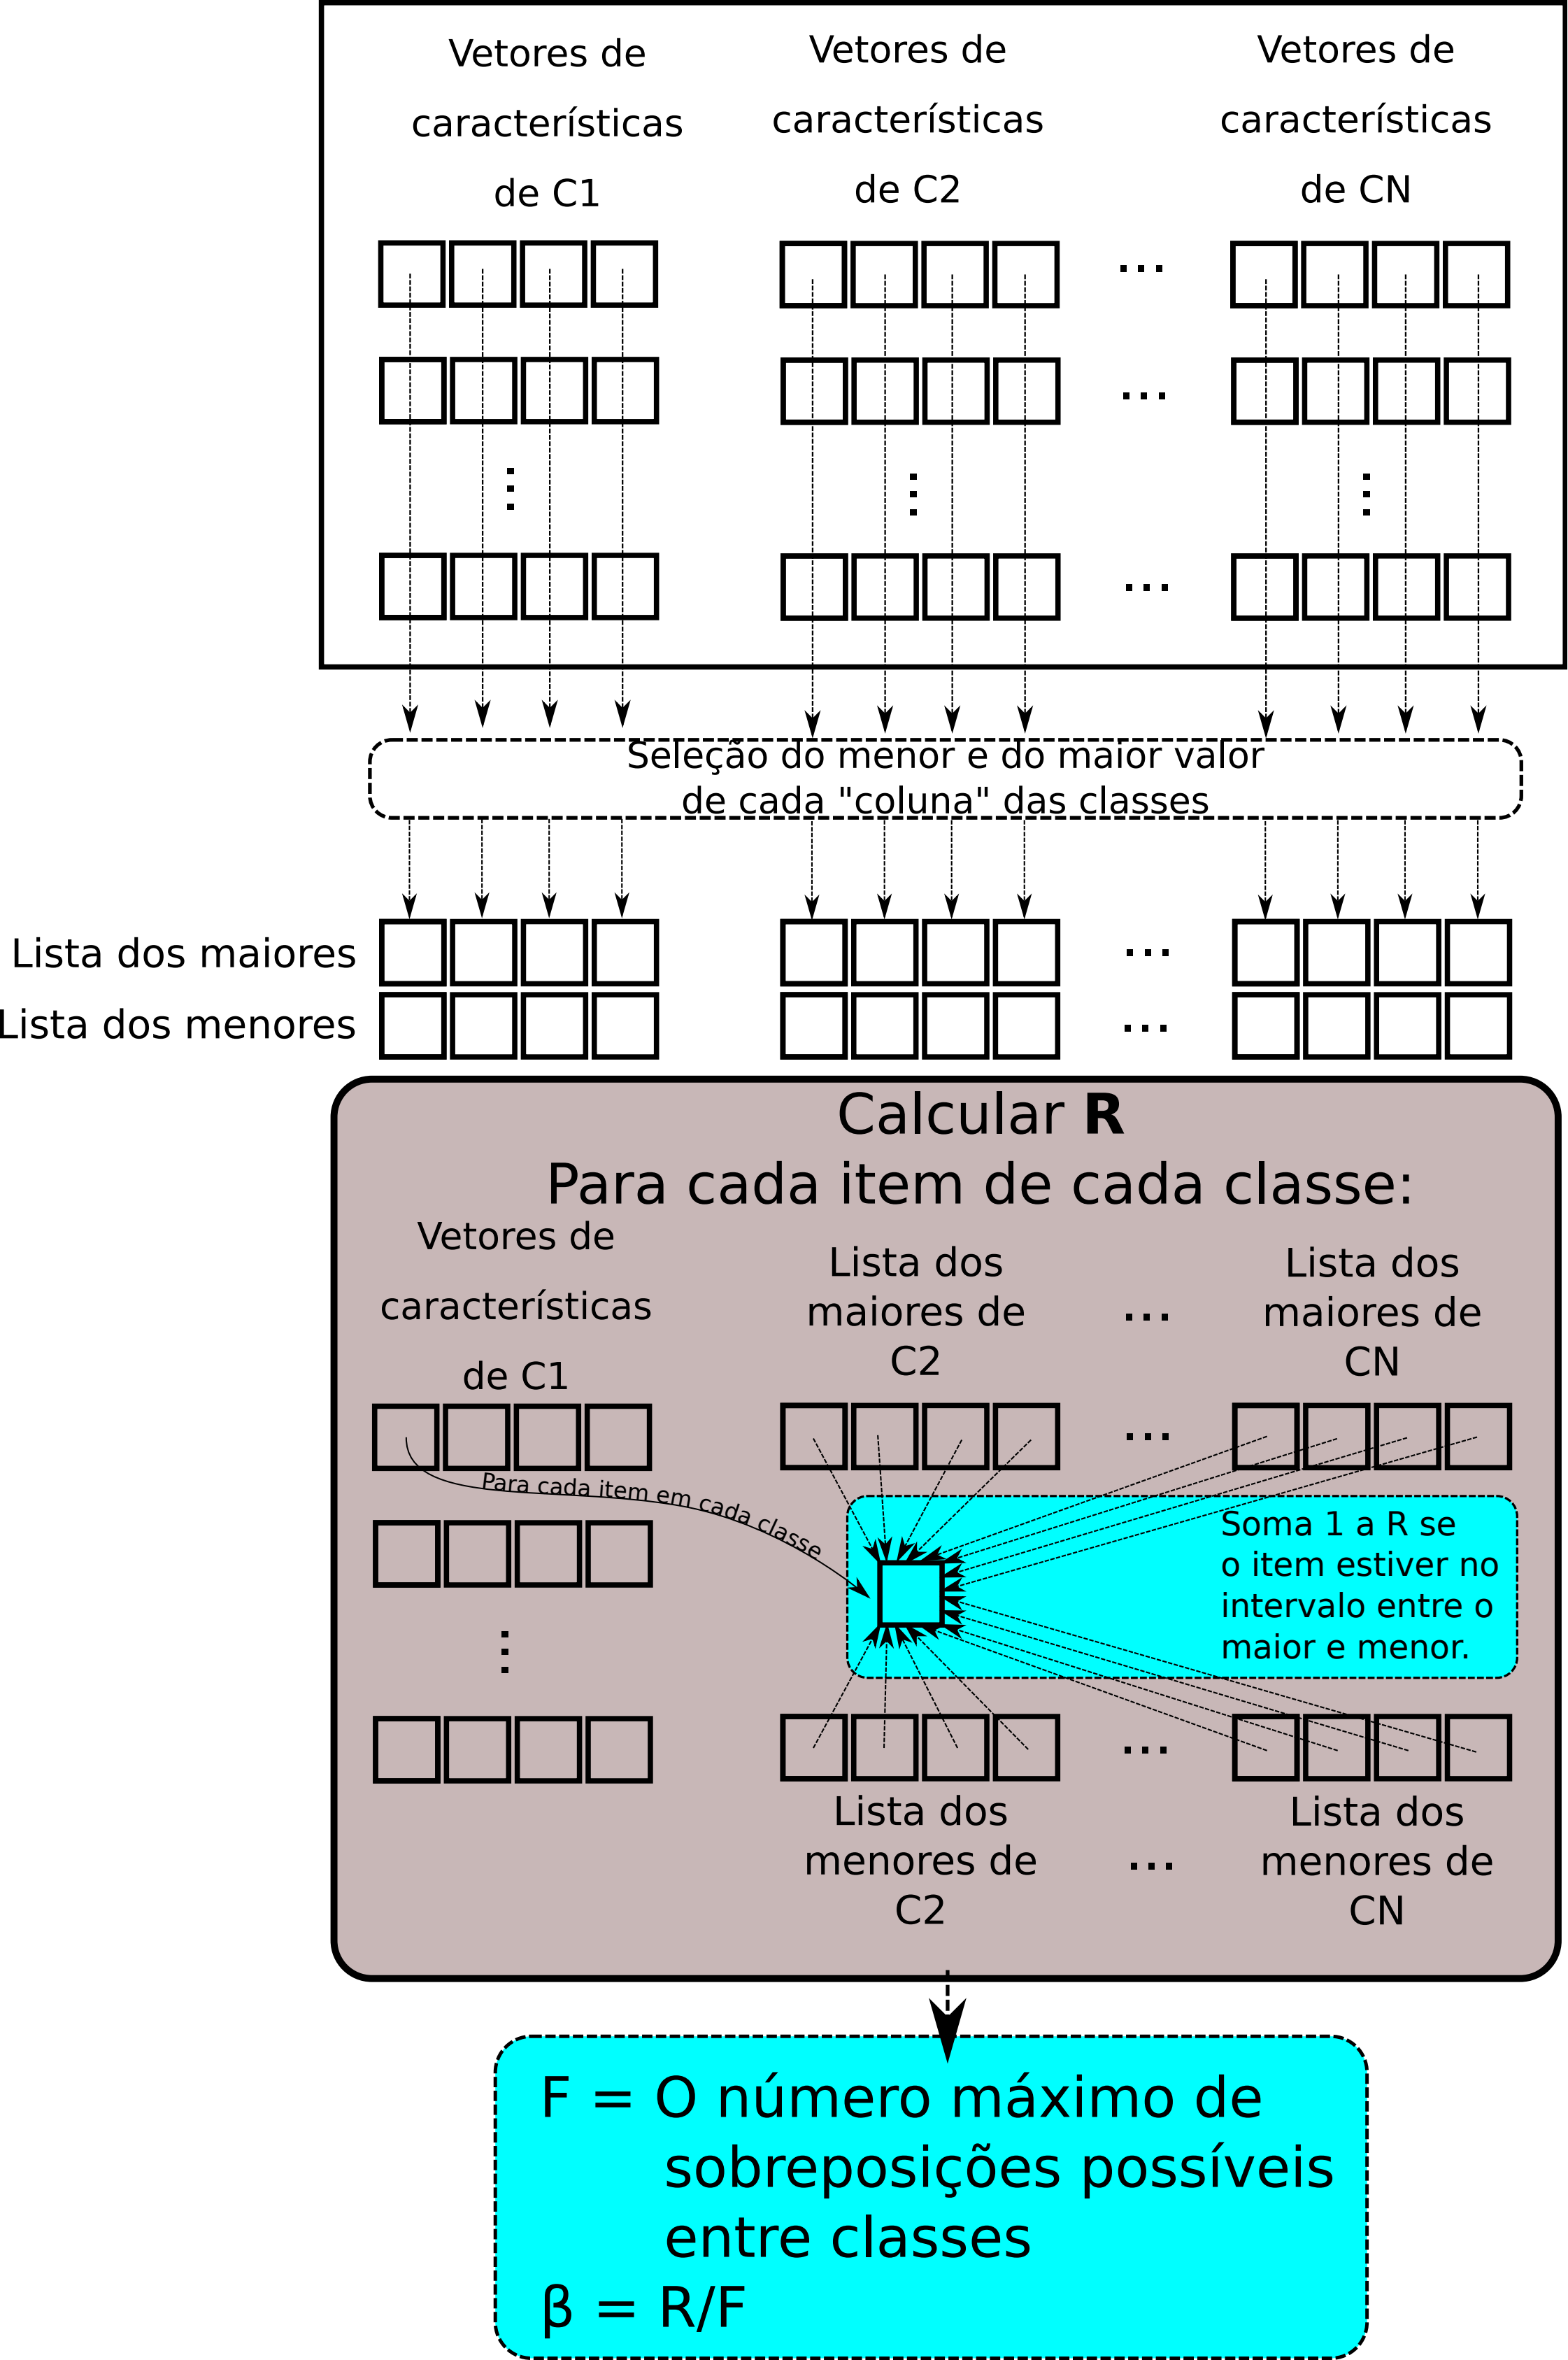 Vetores de
características
de C1
Vetores de
características
de C2
Vetores de
características
de CN
...
...
...
Seleção do menor e do maior valor
de cada "coluna" das classes
Lista dos maiores
...
Lista dos menores
...
Calcular R
Para cada item de cada classe:
Vetores de
características
de C1
Lista dos
maiores de
C2
...
Lista dos
maiores de
CN
...
Para cada item em cada classe
Soma 1 a R se
o item estiver no
intervalo entre o
maior e menor.
...
Lista dos
menores de
C2
...
Lista dos
menores de
CN
F = O número máximo de
sobreposições possíveis
entre classes
β = R/F